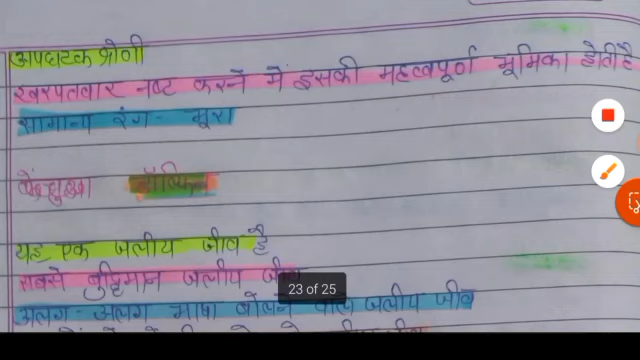 अपघटक श्रेणी
खरपतवार नष्ट करने में इसकी महत्वपूर्ण भूमिका होती है
सामान्य रंग - भूरा
डॉल्फिन
यह एक जलीय जीव है
सबसे बुद्धिमान जलीय जीव
23 of 25
अलग-अलग भाषा बोलने वाले जलीय जीव